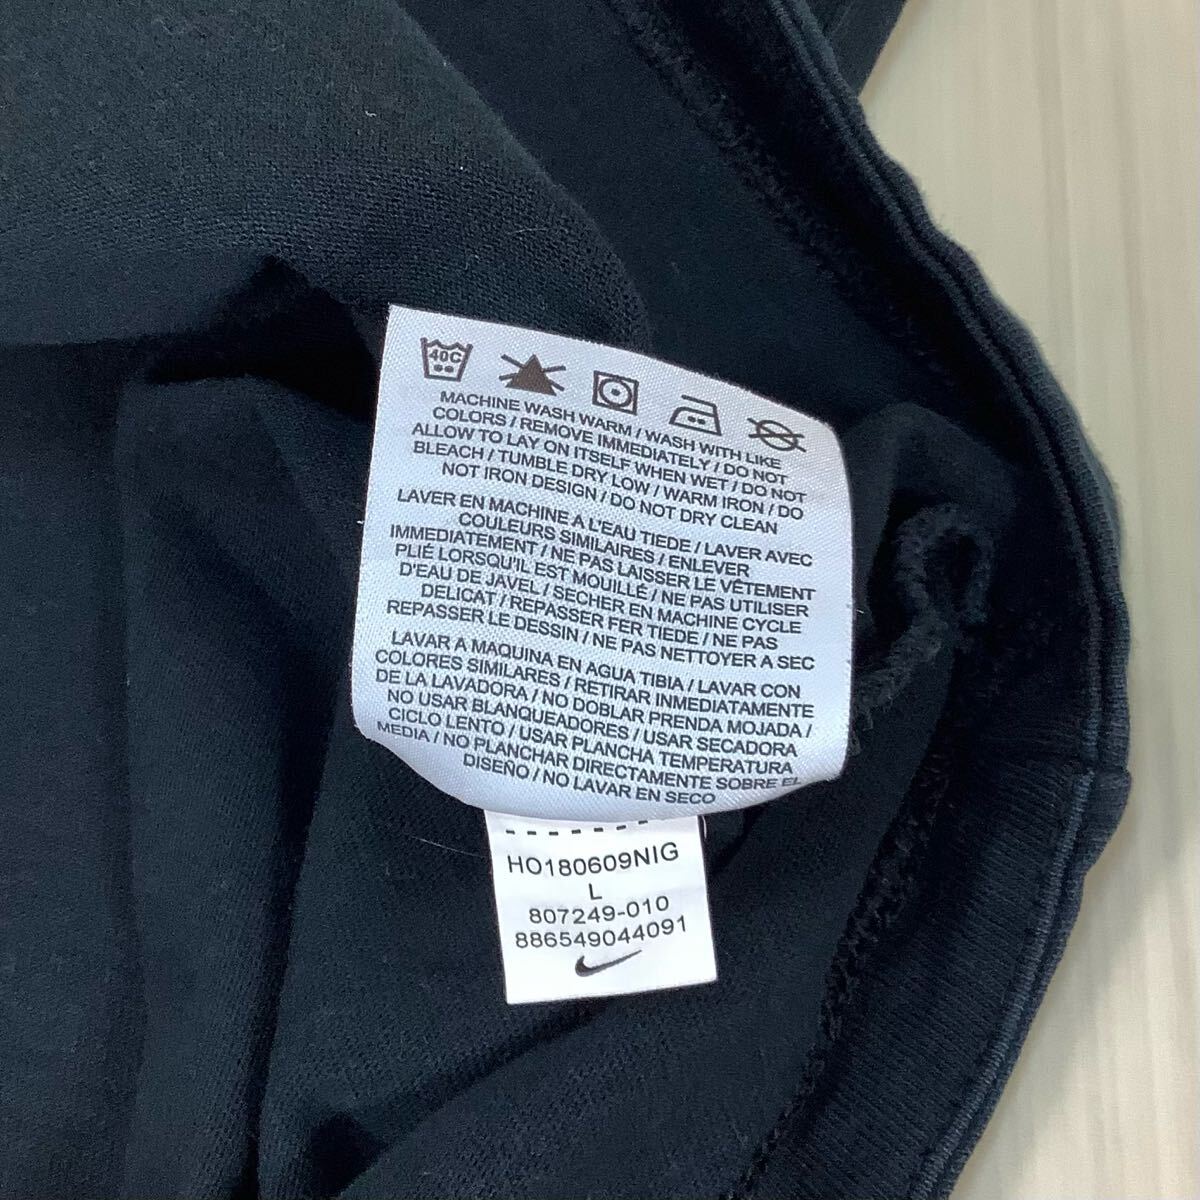 40C
MACHINE WASH WARM / WASH WITH LIKE
COLORS / REMOVE IMMEDIATELY / DO NOT
ALLOW TO LAY ON ITSELF WHEN WET / DO NOT
BLEACH / TUMBLE DRY LOW / WARM IRON / DO
NOT IRON DESIGN / DO NOT DRY CLEAN
LAVER EN MACHINE A L'EAU TIEDE / LAVER AVEC
COULEURS SIMILAIRES / ENLEVER
IMMEDIATEMENT / NE PAS LAISSER LE VÊTEMENT
PLIÉ LORSQU'IL EST MOUILLÉ / NE PAS UTILISER
D'EAU DE JAVEL / SECHER EN MACHINE CYCLE
DELICAT / REPASSER FER TIEDE / NE PAS
REPASSER LE DESSIN / NE PAS NETTOYER A SEC
LAVAR A MAQUINA EN AGUA TIBIA / LAVAR CON
COLORES SIMILARES / RETIRAR INMEDIATAMENTE
DE LA LAVADORA / NO DOBLAR PRENDA MOJADA /
NO USAR BLANQUEADORES / USAR SECADORA
CICLO LENTO / USAR PLANCHA TEMPERATURA
MEDIA / NO PLANCHAR DIRECTAMENTE SOBRE EL
DISEÑO / NO LAVAR EN SECO
HO180609NIG
L
807249-010
886549044091